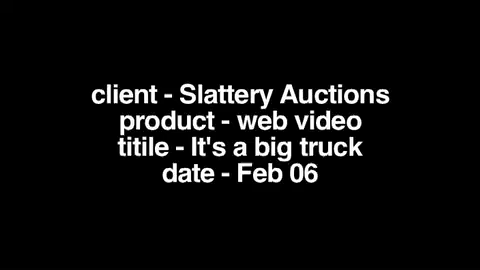 client - Slattery Auctions
product - web video
titile - It's a big truck
date - Feb 06